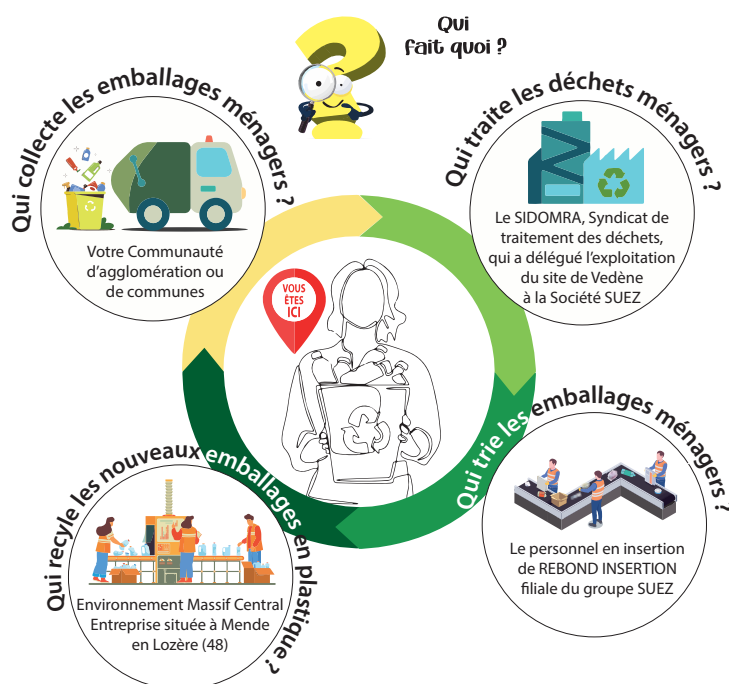 Qui
fait quoi ?
Qui collecte les emballages ménagers ?
Votre Communauté
d'agglomération ou
de communes
Qui traite les déchets ménagers ?
Le SIDOMRA, Syndicat de
traitement des déchets,
qui a délégué l'exploitation
du site de Vedène
à la Société SUEZ
VOUS
ÊTES
ICI
Qui trie les emballages ménagers ?
Le personnel en insertion
de REBOND INSERTION
filiale du groupe SUEZ
Qui recyle les nouveaux emballages en plastique ?
Environnement Massif Central
Entreprise située à Mende
en Lozère (48)